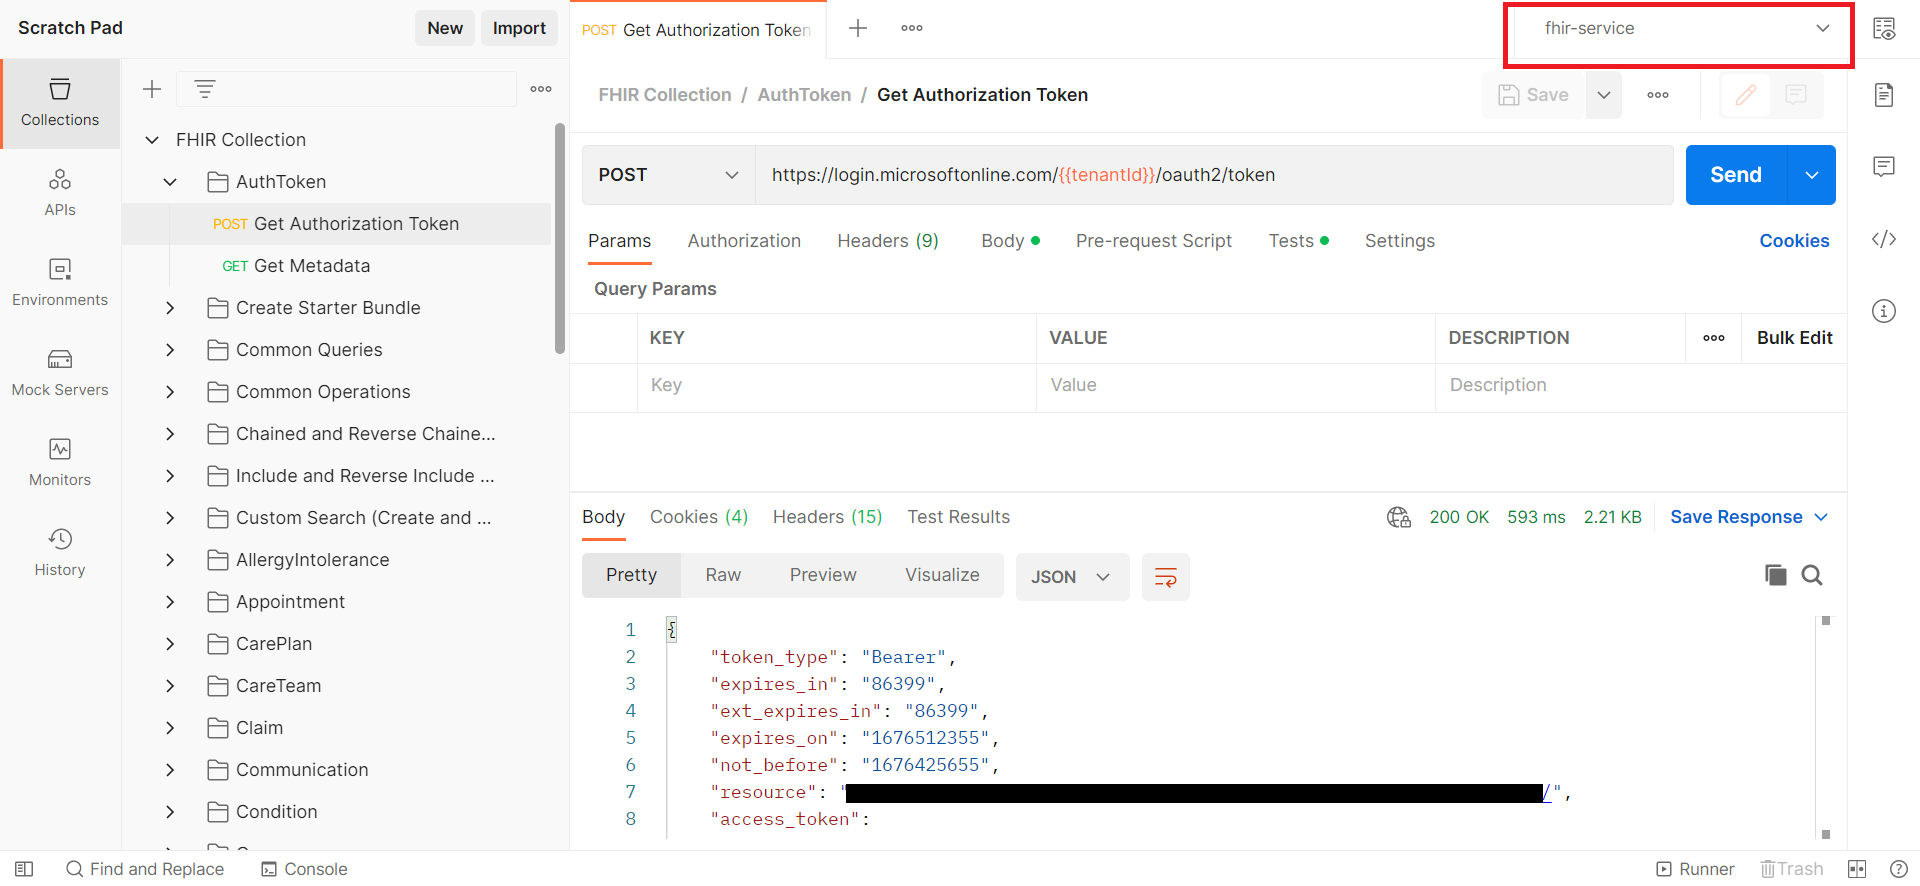 Scratch Pad
New
Import
POST Get Authorization Token
fhir-service
Collections
APIs
Environments
Mock Servers
Monitors
History
FHIR Collection
AuthToken
POST Get Authorization Token
GET Get Metadata
Create Starter Bundle
Common Queries
Common Operations
Chained and Reverse Chaine...
Include and Reverse Include ...
Custom Search (Create and ...
AllergyIntolerance
Appointment
CarePlan
CareTeam
Claim
Communication
Condition
FHIR Collection / AuthToken / Get Authorization Token
Save
POST
https://login.microsoftonline.com/{{tenantId}}/oauth2/token
Send
Params
Authorization
Headers (9)
Body
Pre-request Script
Tests
Settings
Cookies
Query Params
KEY
VALUE
DESCRIPTION
Bulk Edit
Key
Value
Description
Body
Cookies (4)
Headers (15)
Test Results
200 OK
593 ms
2.21 KB
Save Response
Pretty
Raw
Preview
Visualize
JSON
1 {
2 "token_type": "Bearer",
3 "expires_in": "86399",
4 "ext_expires_in": "86399",
5 "expires_on": "1676512355",
6 "not_before": "1676425655",
7 "resource": "/",
8 "access_token":
Find and Replace
Console
Runner
Trash